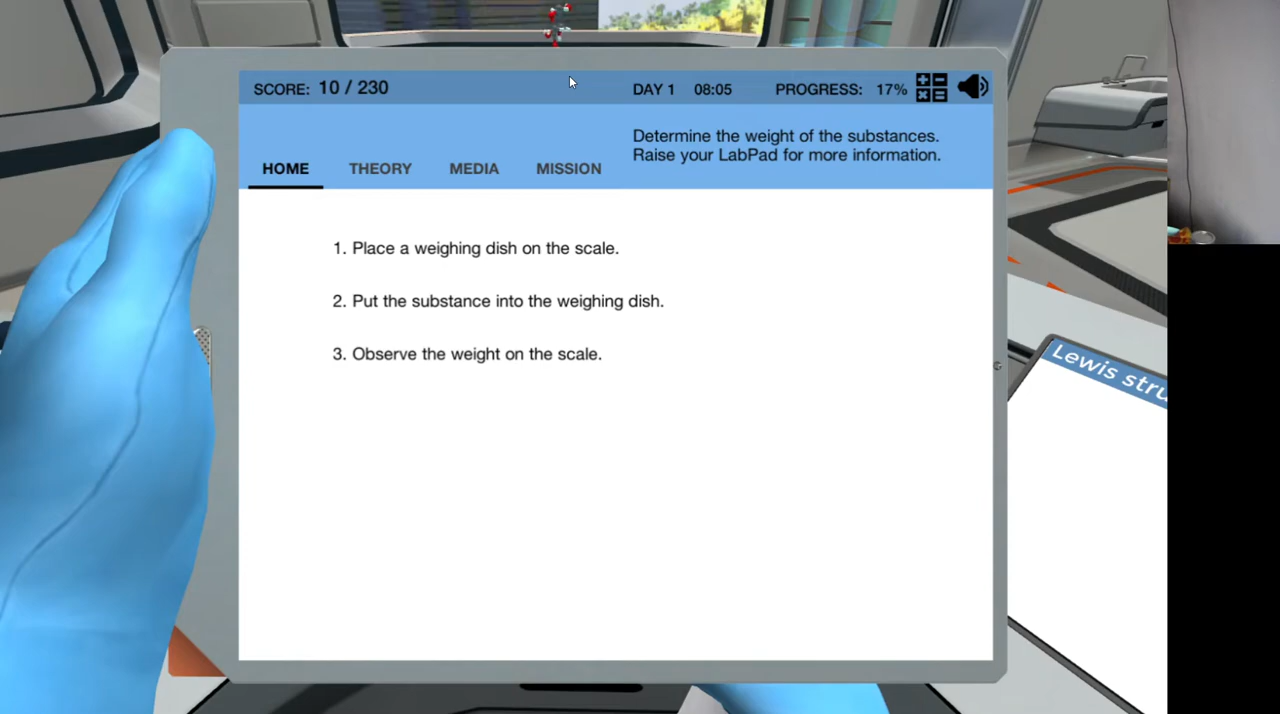 SCORE: 10 / 230
DAY 1 08:05
PROGRESS: 17%
Determine the weight of the substances.
Raise your LabPad for more information.
HOME THEORY MEDIA MISSION
1. Place a weighing dish on the scale.
2. Put the substance into the weighing dish.
3. Observe the weight on the scale.
Lewis stru